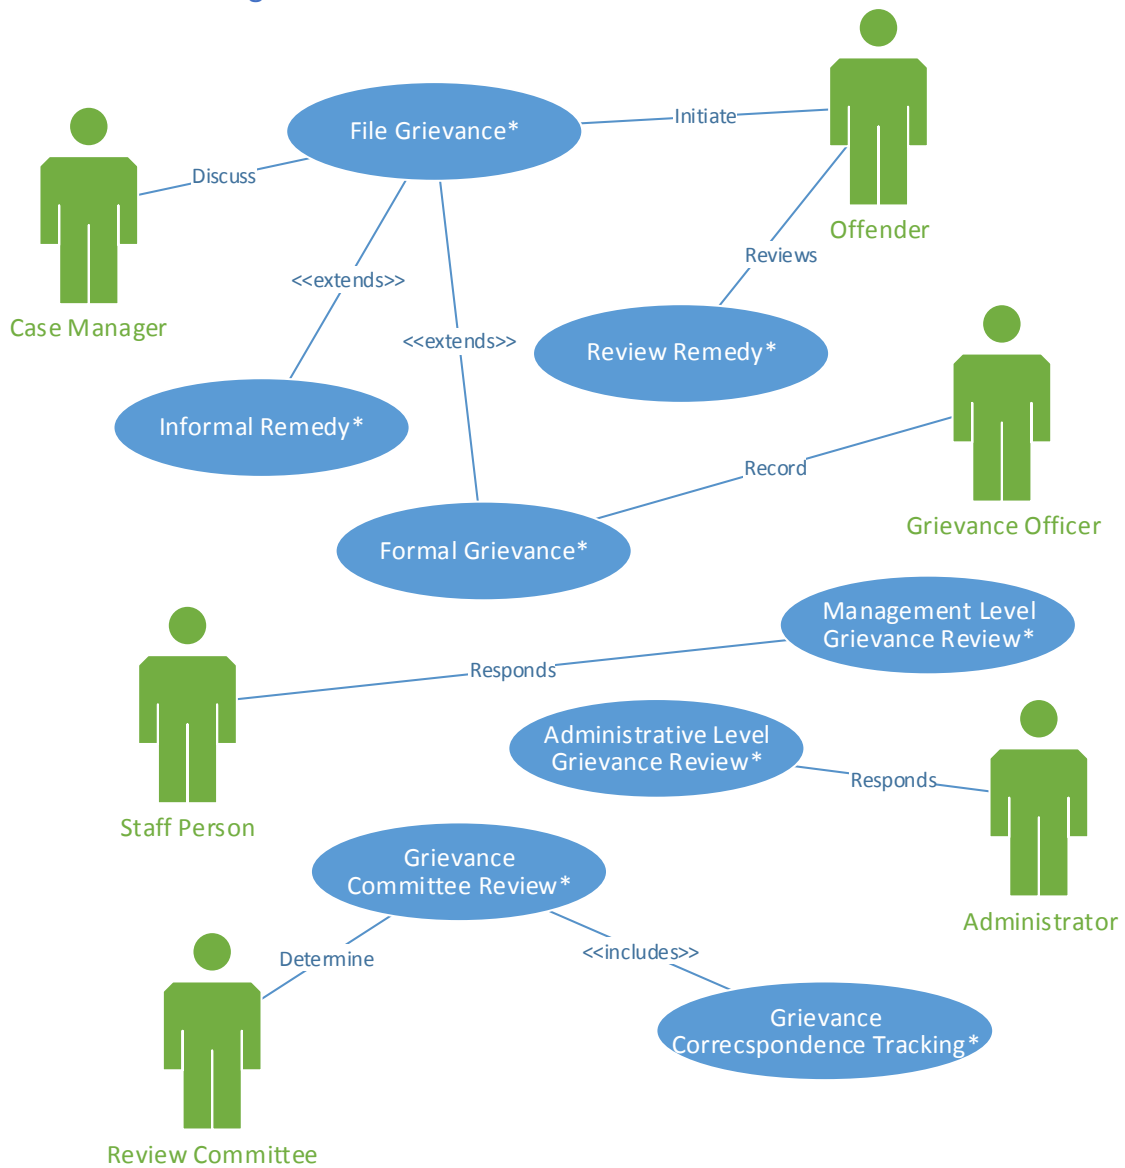 File Grievance*
Initiate
Discuss
Offender
Reviews
<<extends>>
Case Manager
<<extends>>
Review Remedy*
Informal Remedy*
Record
Grievance Officer
Formal Grievance*
Management Level
Grievance Review*
Responds
Administrative Level
Grievance Review*
Responds
Staff Person
Grievance
Committee Review*
Administrator
Determine
<<includes>>
Grievance
Correcspondence Tracking*
Review Committee